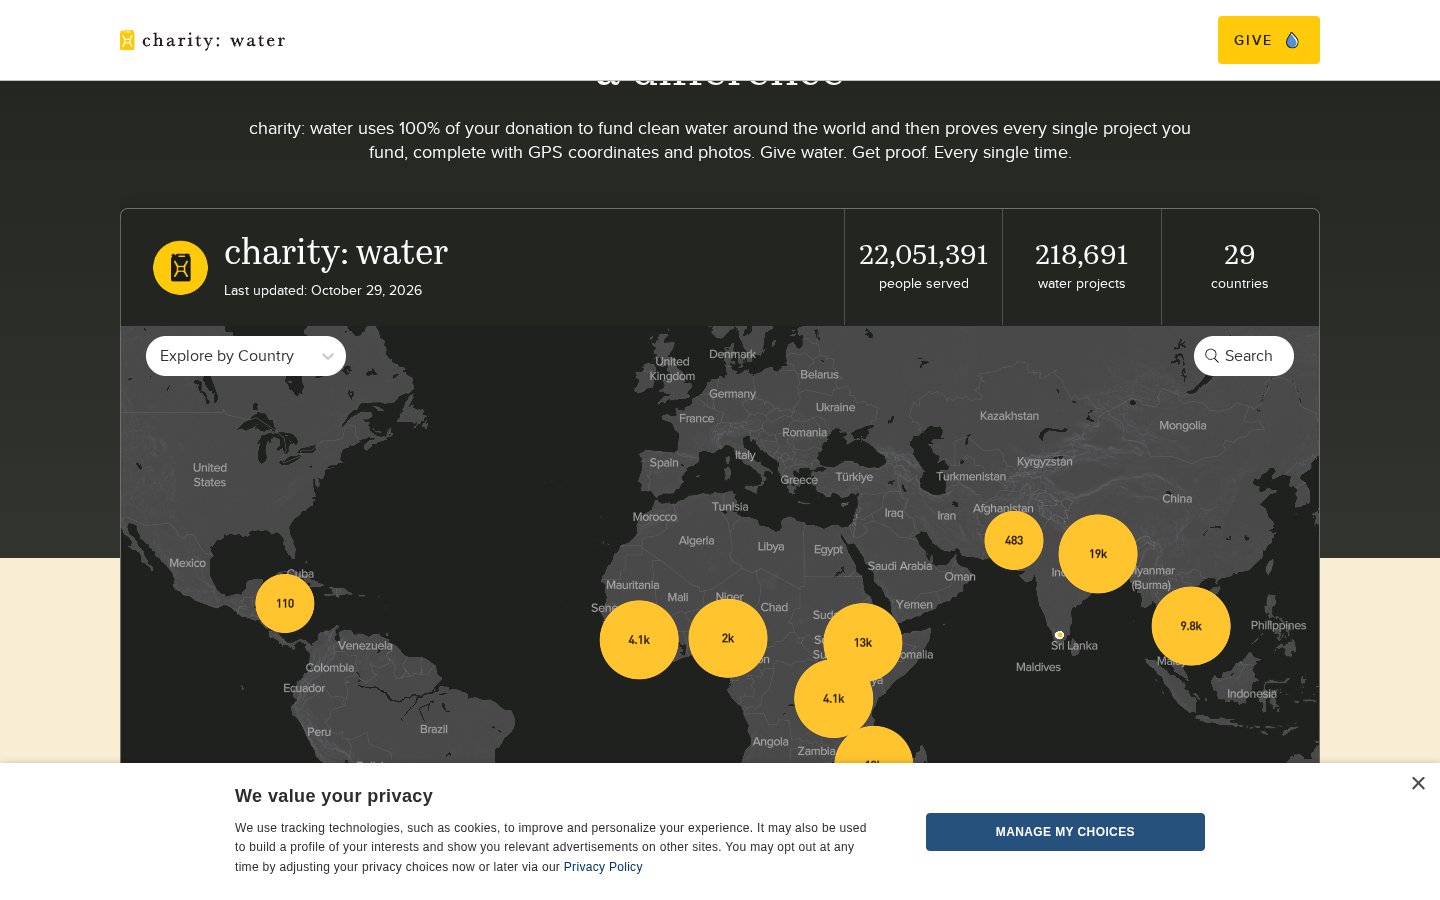 charity: water
GIVE
a difference
charity: water uses 100% of your donation to fund clean water around the world and then proves every single project you
fund, complete with GPS coordinates and photos. Give water. Get proof. Every single time.
charity: water
Last updated: October 29, 2026
22,051,391
people served
218,691
water projects
29
countries
Explore by Country
Search
United
Kingdom
Denmark
Belarus
Germany
Ukraine
France
Kazakhstan
Romania
Mongolia
Italy
Spain
Kyrgyzstan
United
States
Greece
Türkiye
Turkmenistan
China
Tunisia
Afghanistan
Morocco
Iraq
Iran
483
Algeria
Libya
Egypt
19k
Mexico
Saudi Arabia
Cuba
Oman
Myanmar
(Burma)
Mauritania
Mali
Niger
Chad
110
Yemen
Philippines
9.8k
4.1k
2k
13k
Venezuela
Sri Lanka
Somalia
Colombia
Maldives
Ecuador
Indonesia
4.1k
Peru
Brazil
Angola
Zambia
We value your privacy
We use tracking technologies, such as cookies, to improve and personalize your experience. It may also be used
to build a profile of your interests and show you relevant advertisements on other sites. You may opt out at any
time by adjusting your privacy choices now or later via our Privacy Policy
MANAGE MY CHOICES